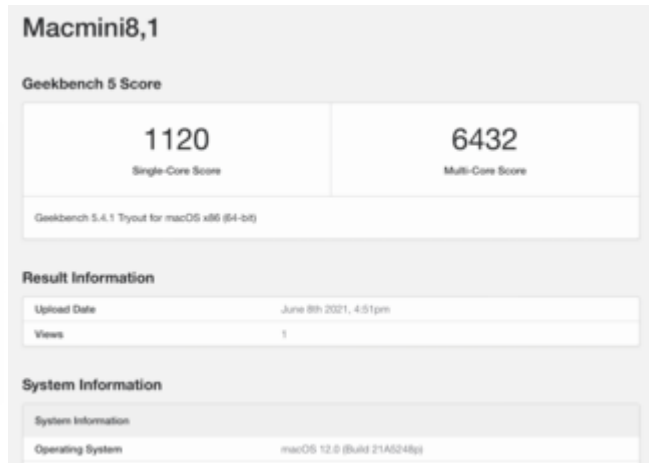 Macmini8,1
Geekbench 5 Score
1120 6432
Single-Core Score Multi-Core Score
Geekbench 5.4.1 Tryout for macOS x86 (64-bit)
Result Information
Upload Date June 8th 2021, 4:51pm
Views 1
System Information
System Information
Operating System macOS 12.0 (Build 21A5248p)